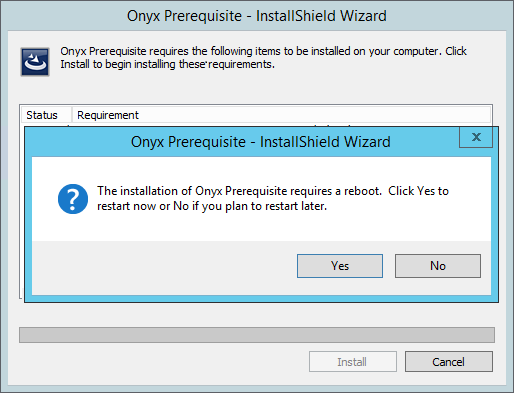 Onyx Prerequisite - InstallShield Wizard
Onyx Prerequisite requires the following items to be installed on your computer. Click
Install to begin installing these requirements.
Status Requirement
Onyx Prerequisite - InstallShield Wizard
x
The installation of Onyx Prerequisite requires a reboot. Click Yes to
restart now or No if you plan to restart later.
Yes No
Install Cancel